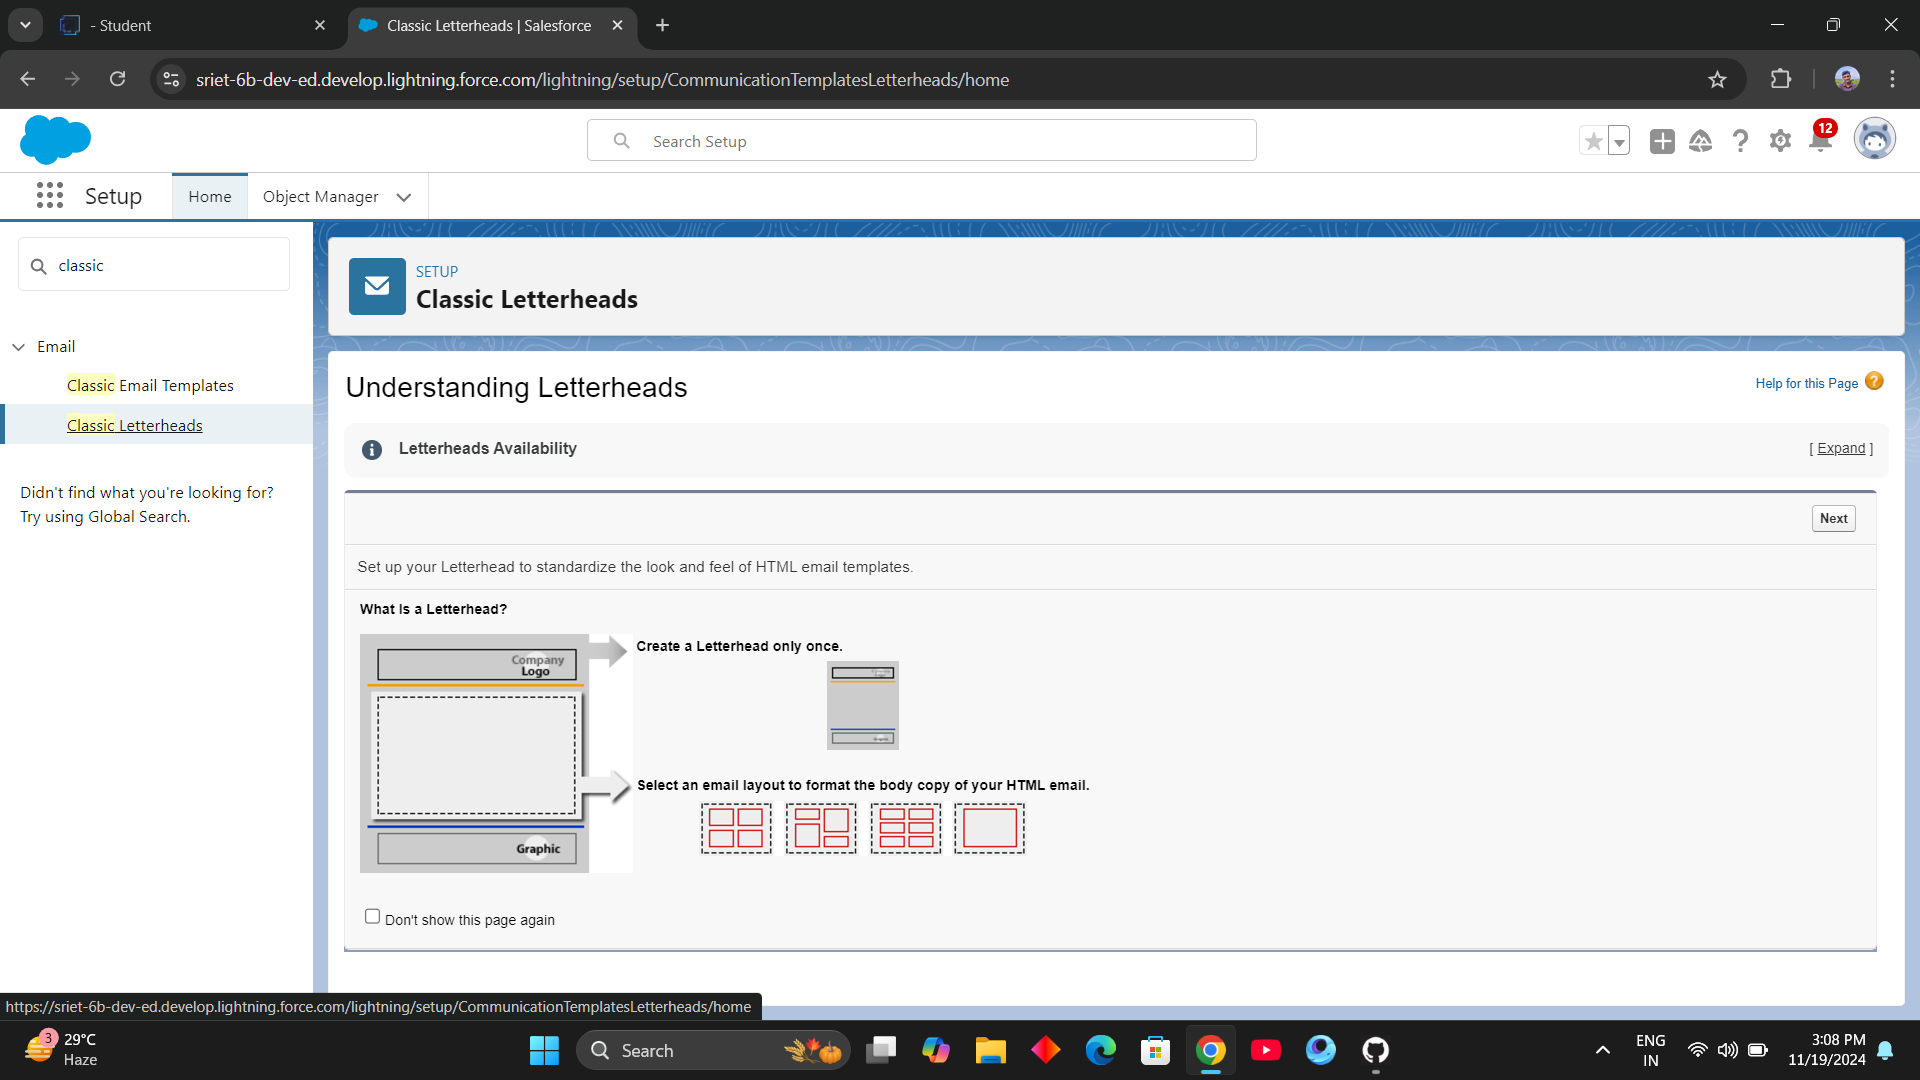 - Student
Classic Letterheads | Salesforce
sriet-6b-dev-ed.develop.lightning.force.com/lightning/setup/CommunicationTemplatesLetterheads/home
Search Setup
12
Setup
Home
Object Manager
classic
Email
Classic Email Templates
Classic Letterheads
Didn't find what you're looking for?
Try using Global Search.
SETUP
Classic Letterheads
Understanding Letterheads
Help for this Page
Letterheads Availability
[ Expand ]
Next
Set up your Letterhead to standardize the look and feel of HTML email templates.
What is a Letterhead?
Company
Logo
Graphic
Create a Letterhead only once.
Select an email layout to format the body copy of your HTML email.
Don't show this page again
https://sriet-6b-dev-ed.develop.lightning.force.com/lightning/setup/CommunicationTemplatesLetterheads/home
3
29°C
Haze
Search
ENG
IN
3:08 PM
11/19/2024